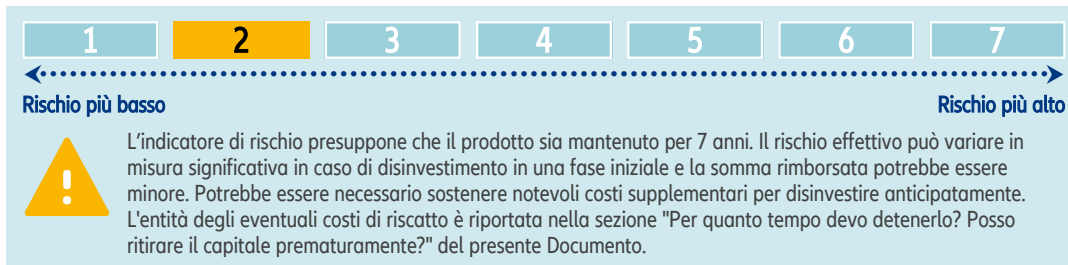 1 2 3 4 5 6 7
Rischio più basso Rischio più alto
L’indicatore di rischio presuppone che il prodotto sia mantenuto per 7 anni. Il rischio effettivo può variare in
misura significativa in caso di disinvestimento in una fase iniziale e la somma rimborsata potrebbe essere
minore. Potrebbe essere necessario sostenere notevoli costi supplementari per disinvestire anticipatamente.
L'entità degli eventuali costi di riscatto è riportata nella sezione "Per quanto tempo devo detenerlo? Posso
ritirare il capitale prematuramente?" del presente Documento.